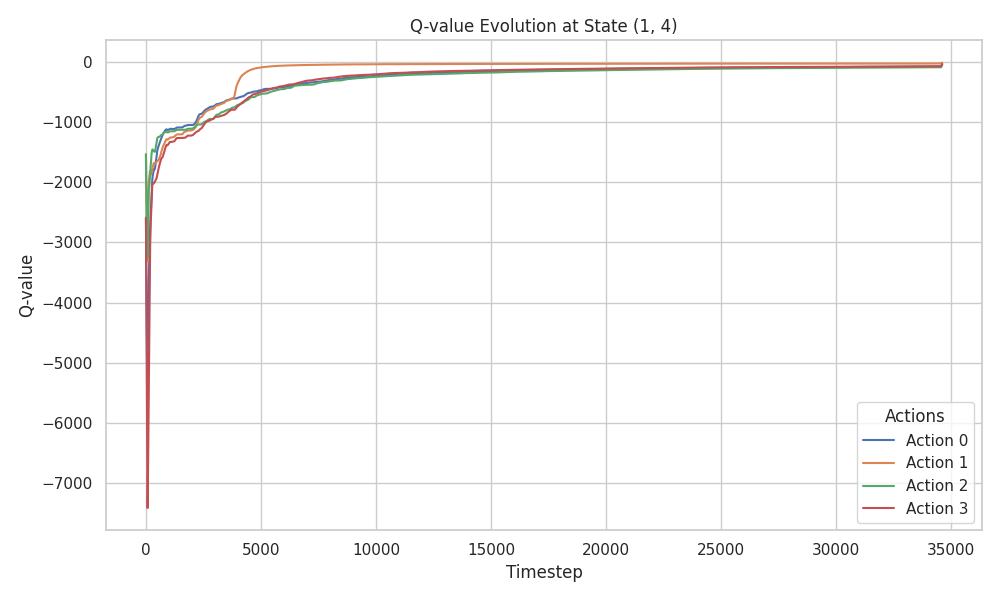 Q-value Evolution at State (1, 4)
0
−1000
−2000
−3000
−4000
−5000
−6000
−7000
Q-value
Actions
Action 0
Action 1
Action 2
Action 3
0 5000 10000 15000 20000 25000 30000 35000
Timestep